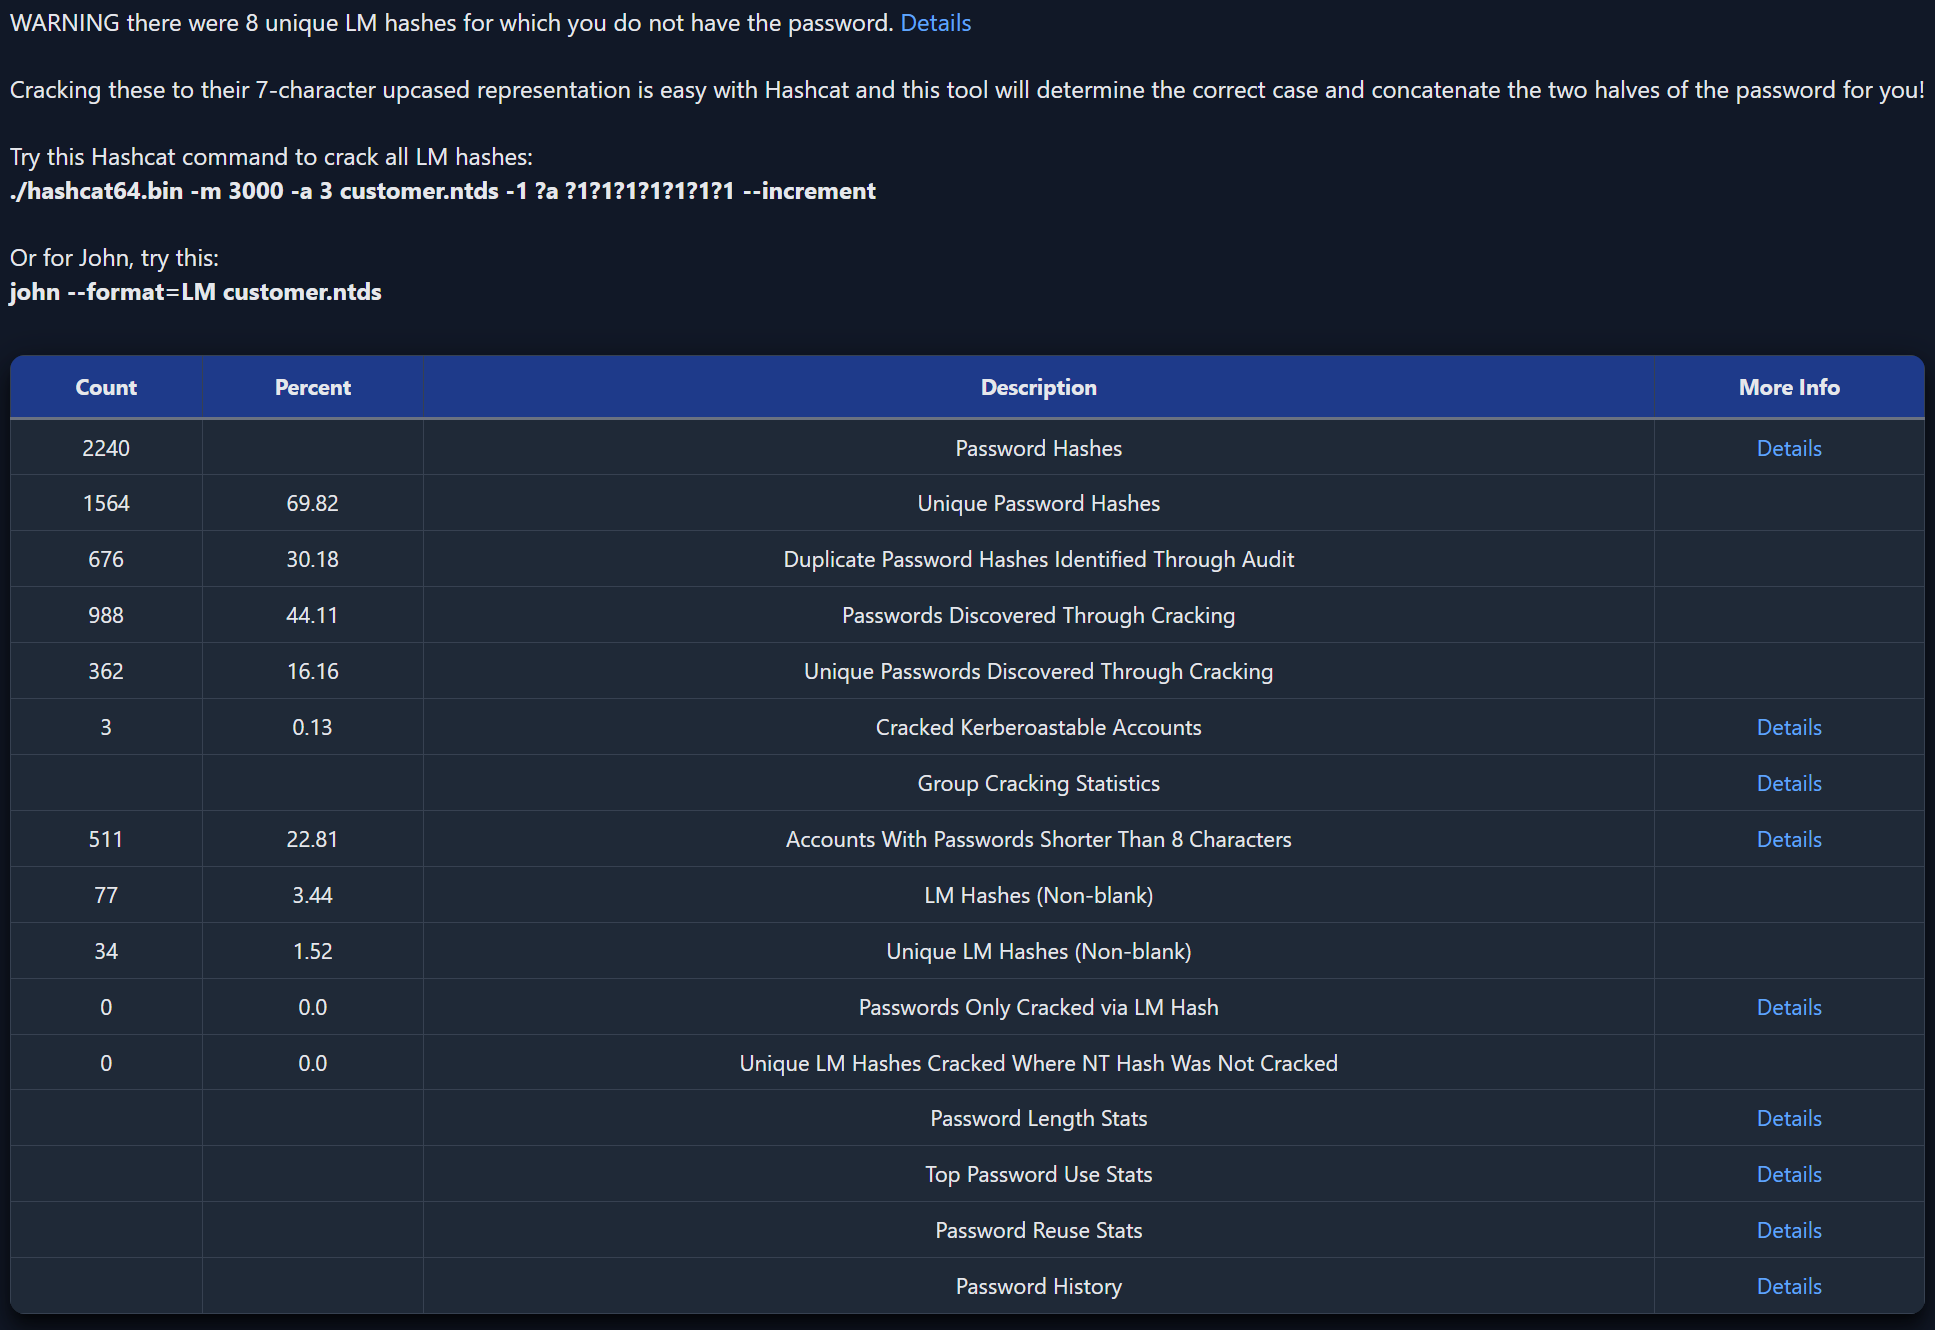 WARNING there were 8 unique LM hashes for which you do not have the password. Details
Cracking these to their 7-character upcased representation is easy with Hashcat and this tool will determine the correct case and concatenate the two halves of the password for you!
Try this Hashcat command to crack all LM hashes:
./hashcat64.bin -m 3000 -a 3 customer.ntds -1 ?a ?1?1?1?1?1?1?1 --increment
Or for John, try this:
john --format=LM customer.ntds
Count Percent Description More Info
2240 Password Hashes Details
1564 69.82 Unique Password Hashes
676 30.18 Duplicate Password Hashes Identified Through Audit
988 44.11 Passwords Discovered Through Cracking
362 16.16 Unique Passwords Discovered Through Cracking
3 0.13 Cracked Kerberoastable Accounts Details
Group Cracking Statistics Details
511 22.81 Accounts With Passwords Shorter Than 8 Characters Details
77 3.44 LM Hashes (Non-blank)
34 1.52 Unique LM Hashes (Non-blank)
0 0.0 Passwords Only Cracked via LM Hash Details
0 0.0 Unique LM Hashes Cracked Where NT Hash Was Not Cracked
Password Length Stats Details
Top Password Use Stats Details
Password Reuse Stats Details
Password History Details